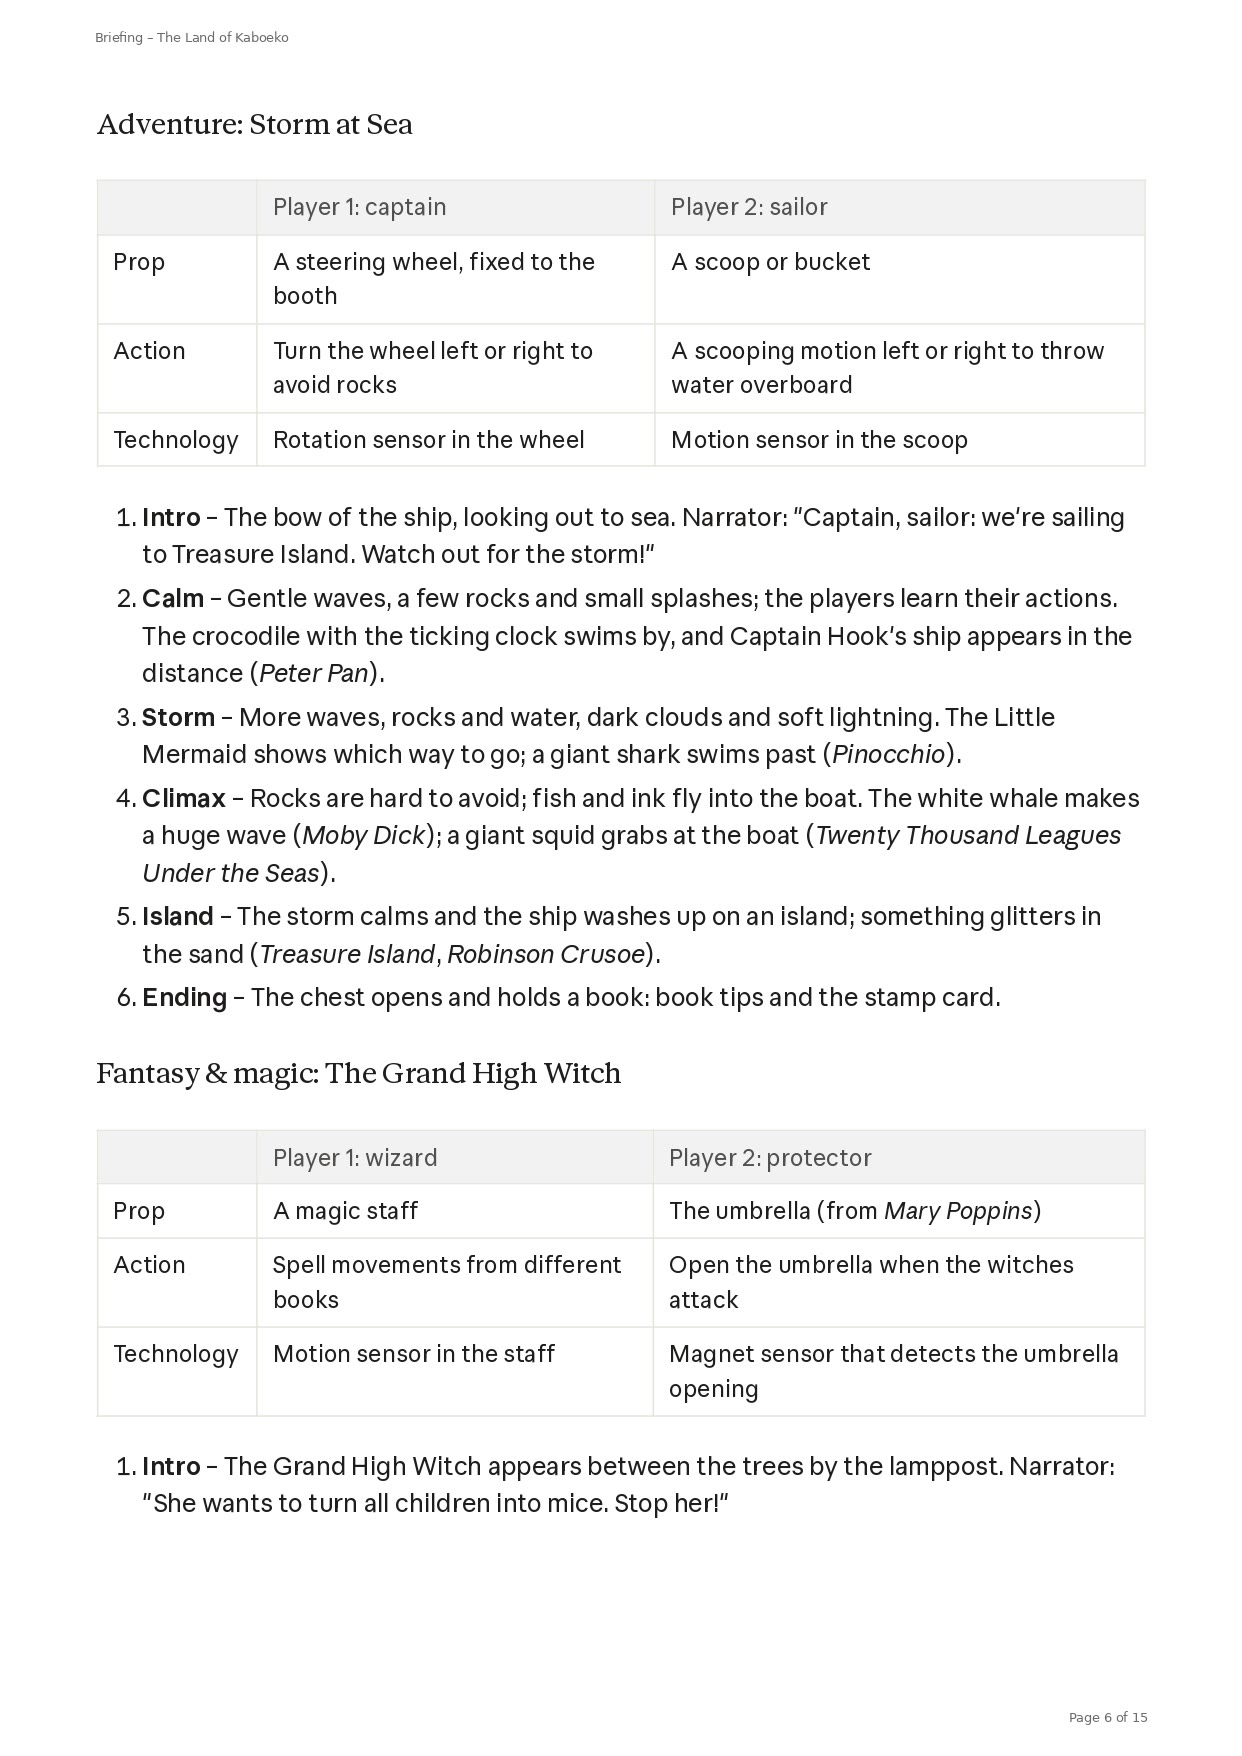 Briefing – The Land of Kaboeko
Adventure: Storm at Sea
Player 1: captain
Player 2: sailor
Prop
A steering wheel, fixed to the
booth
A scoop or bucket
Action
Turn the wheel left or right to
avoid rocks
A scooping motion left or right to throw
water overboard
Technology
Rotation sensor in the wheel
Motion sensor in the scoop
1. Intro – The bow of the ship, looking out to sea. Narrator: "Captain, sailor: we're sailing
to Treasure Island. Watch out for the storm!"
2. Calm – Gentle waves, a few rocks and small splashes; the players learn their actions.
The crocodile with the ticking clock swims by, and Captain Hook's ship appears in the
distance (Peter Pan).
3. Storm – More waves, rocks and water, dark clouds and soft lightning. The Little
Mermaid shows which way to go; a giant shark swims past (Pinocchio).
4. Climax – Rocks are hard to avoid; fish and ink fly into the boat. The white whale makes
a huge wave (Moby Dick); a giant squid grabs at the boat (Twenty Thousand Leagues
Under the Seas).
5. Island – The storm calms and the ship washes up on an island; something glitters in
the sand (Treasure Island, Robinson Crusoe).
6. Ending – The chest opens and holds a book: book tips and the stamp card.
Fantasy & magic: The Grand High Witch
Player 1: wizard
Player 2: protector
Prop
A magic staff
The umbrella (from Mary Poppins)
Action
Spell movements from different
books
Open the umbrella when the witches
attack
Technology
Motion sensor in the staff
Magnet sensor that detects the umbrella
opening
1. Intro – The Grand High Witch appears between the trees by the lamppost. Narrator:
"She wants to turn all children into mice. Stop her!"
Page 6 of 15